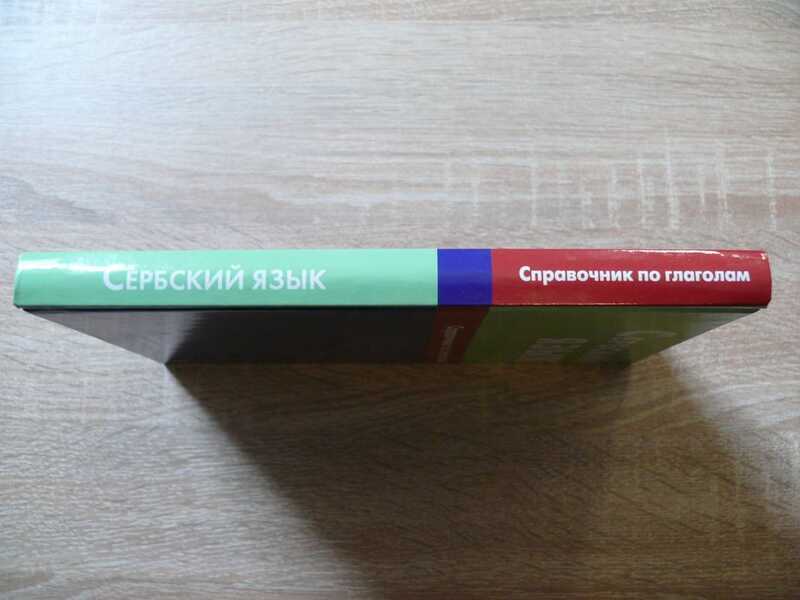 Сербский язык
Справочник по глаголам